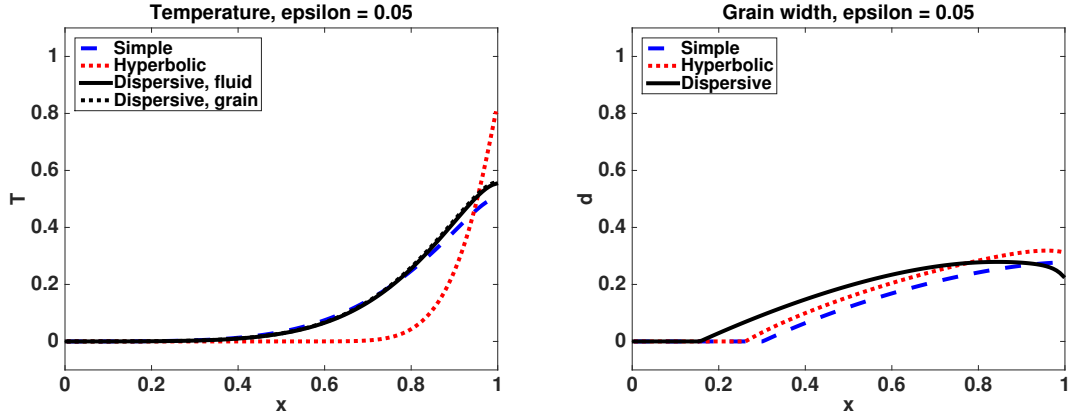 Temperature, epsilon = 0.05
Simple
Hyperbolic
Dispersive, fluid
Dispersive, grain
1
0.8
0.6
0.4
0.2
0
T
0 0.2 0.4 0.6 0.8 1
x
Grain width, epsilon = 0.05
Simple
Hyperbolic
Dispersive
1
0.8
0.6
0.4
0.2
0
d
0 0.2 0.4 0.6 0.8 1
x